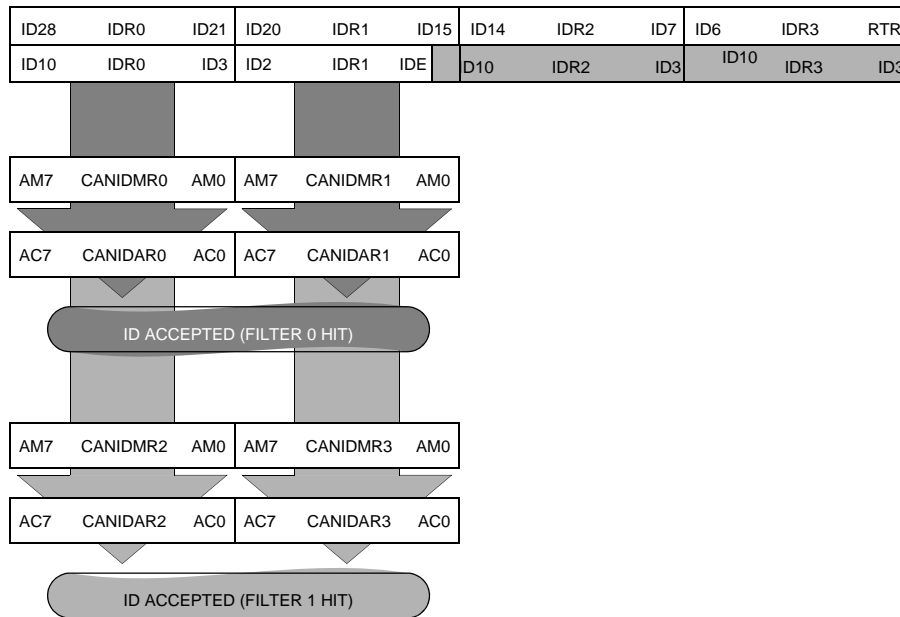 ID28 IDR0 ID21 ID20 IDR1 ID15 ID14 IDR2 ID7 ID6 IDR3 RTR
ID10 IDR0 ID3 ID2 IDR1 IDE ID10 IDR2 ID3 ID10 IDR3 ID3
AM7 CANIDMR0 AM0 AM7 CANIDMR1 AM0
AC7 CANIDAR0 AC0 AC7 CANIDAR1 AC0
ID ACCEPTED (FILTER 0 HIT)
AM7 CANIDMR2 AM0 AM7 CANIDMR3 AM0
AC7 CANIDAR2 AC0 AC7 CANIDAR3 AC0
ID ACCEPTED (FILTER 1 HIT)